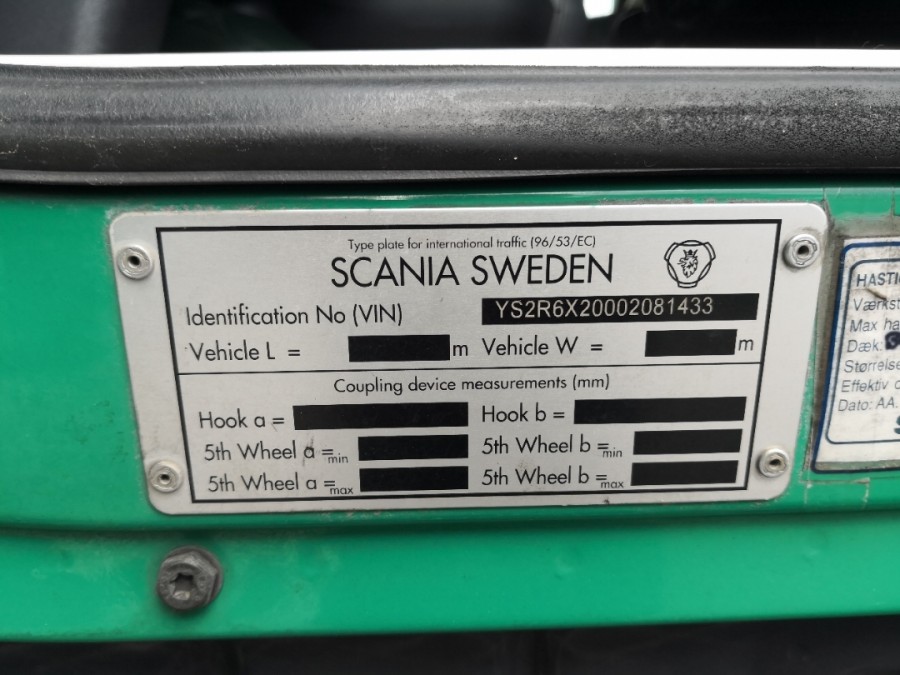 Type plate for international traffic (96/53/EC)
SCANIA SWEDEN
Identification No (VIN) YS2R6X20002081433
Vehicle L = m Vehicle W = m
Coupling device measurements (mm)
Hook a = Hook b =
5th Wheel a =min 5th Wheel b =min
5th Wheel a =max 5th Wheel b =max
Værkst
Max ha
Dæk:
Størrelse
Effektiv
Dato: AA.